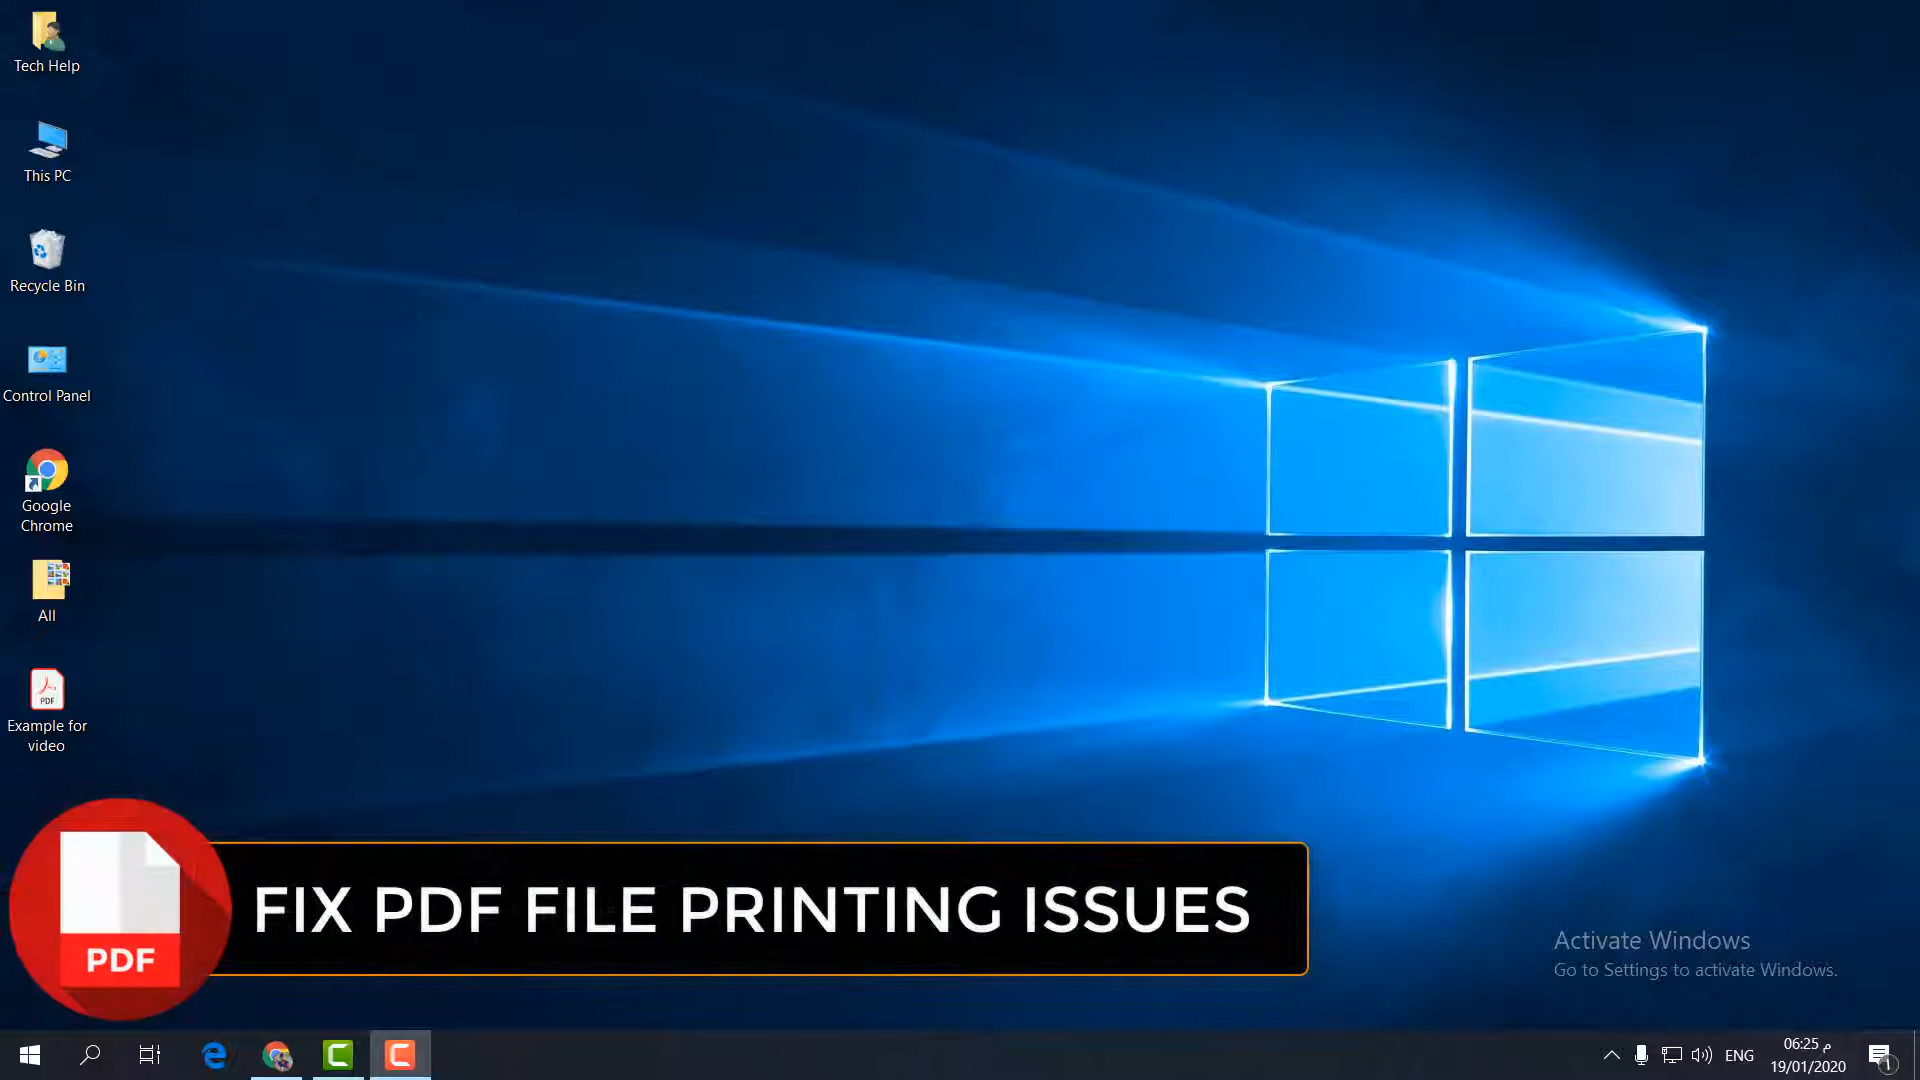 Tech Help
This PC
Recycle Bin
Control Panel
Google
Chrome
All
PDF
Example for
video
PDF
FIX PDF FILE PRINTING ISSUES
Activate Windows
Go to Settings to activate Windows.
ENG
06:25 م
19/01/2020
1